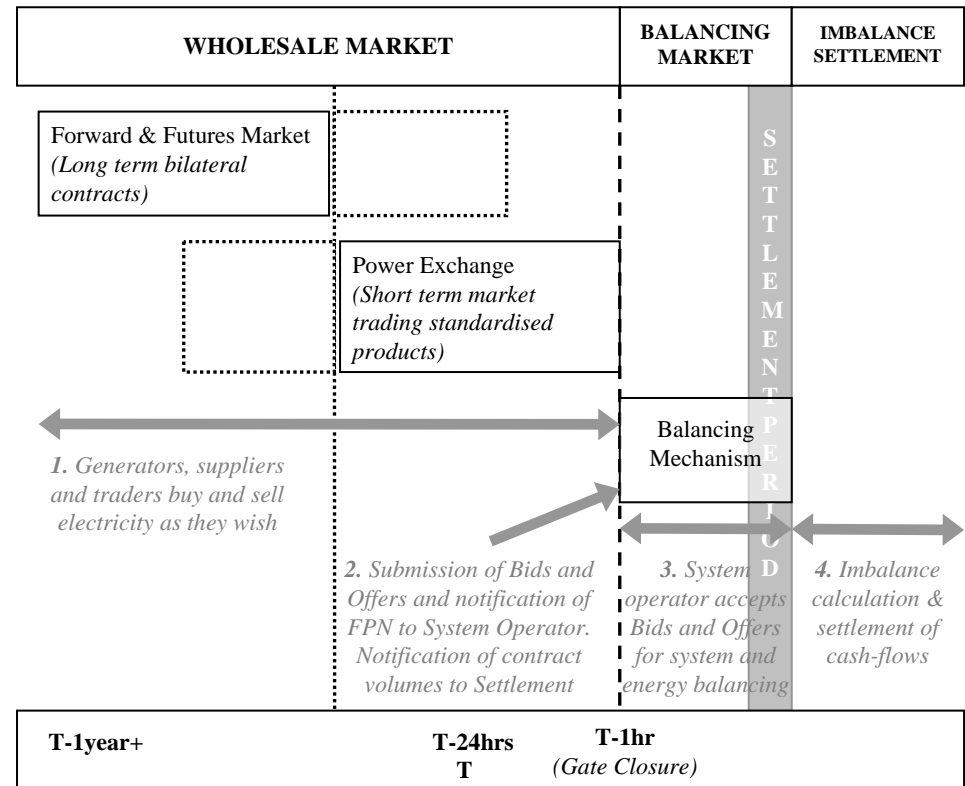 WHOLESALE MARKET
BALANCING
MARKET
IMBALANCE
SETTLEMENT
Forward & Futures Market
(Long term bilateral
contracts)
Power Exchange
(Short term market
trading standardised
products)
SETTLEMENT PERIOD
Balancing
Mechanism
1. Generators, suppliers
and traders buy and sell
electricity as they wish
2. Submission of Bids and
Offers and notification of
FPN to System Operator.
Notification of contract
volumes to Settlement
3. System
operator accepts
Bids and Offers
for system and
energy balancing
4. Imbalance
calculation &
settlement of
cash-flows
T-1year+
T-24hrs
T
T-1hr
(Gate Closure)